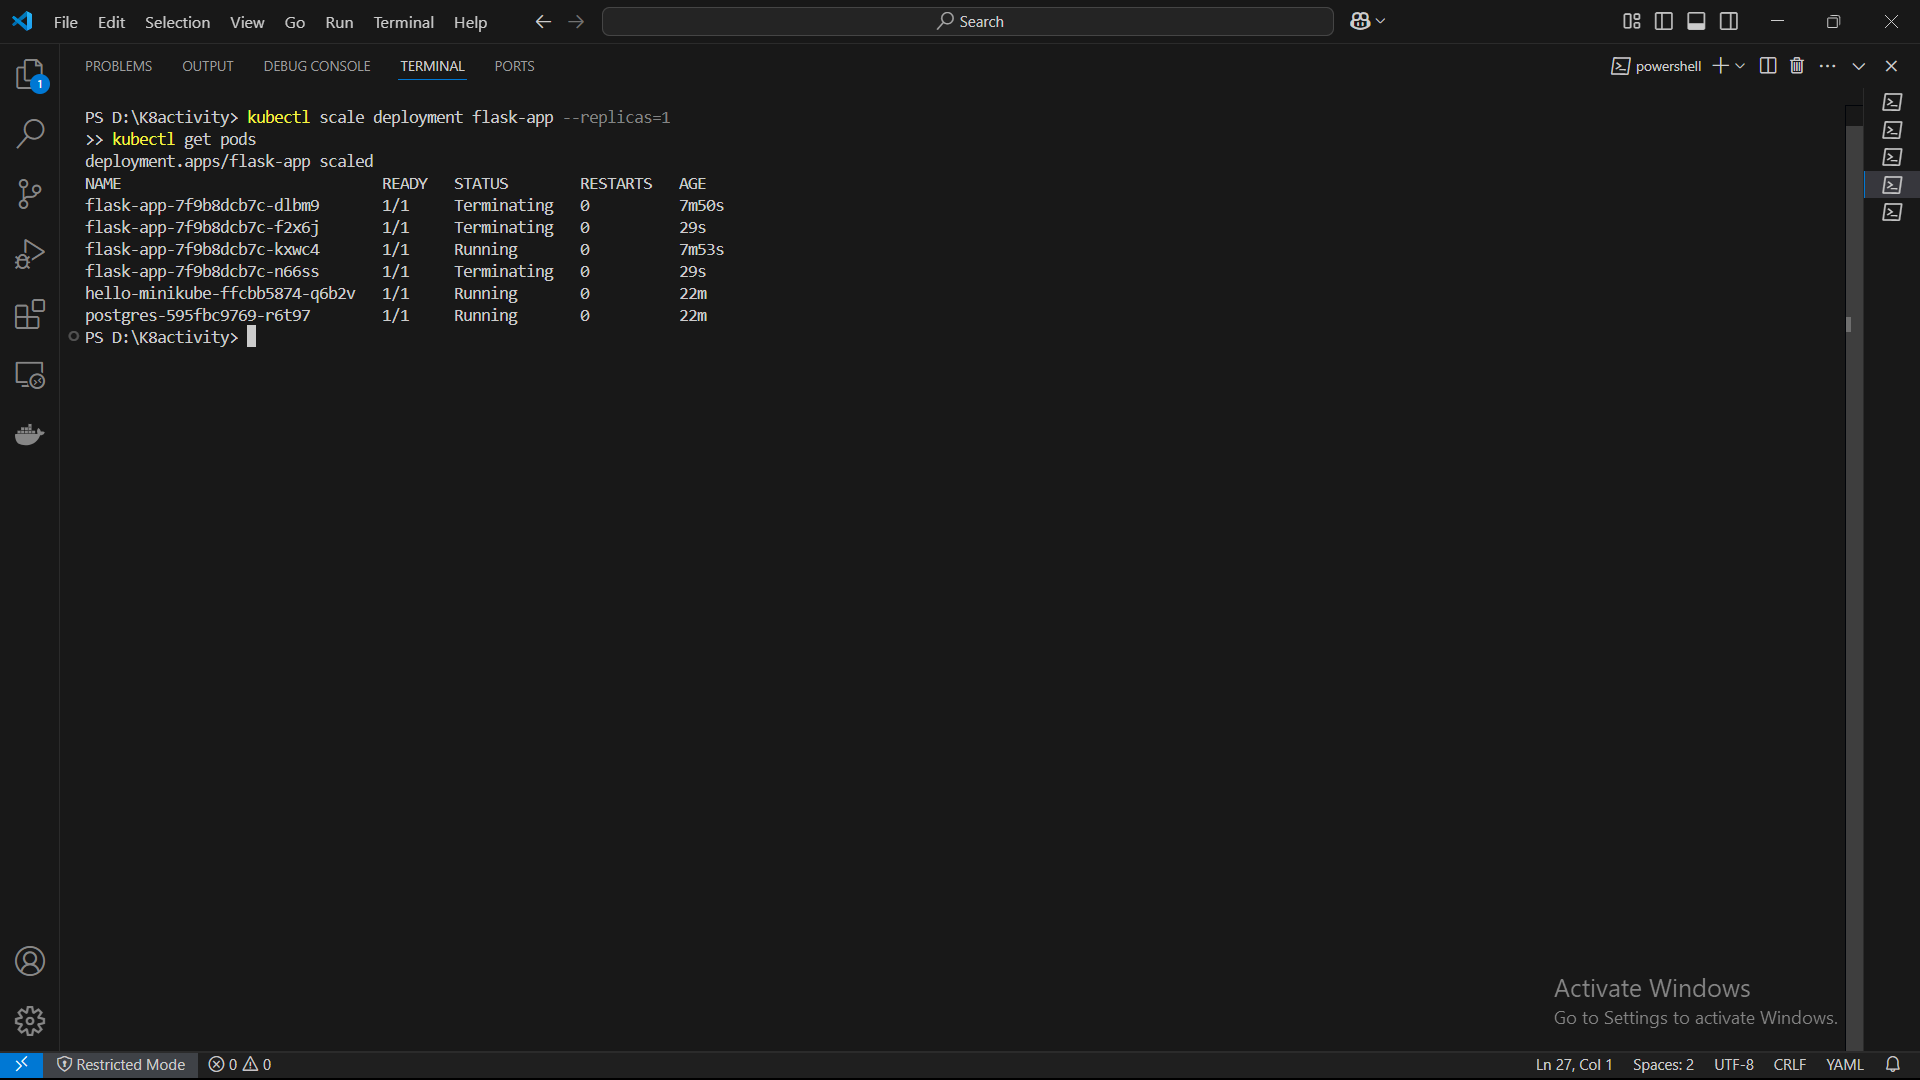 File Edit Selection View Go Run Terminal Help
Search
PROBLEMS OUTPUT DEBUG CONSOLE TERMINAL PORTS
powershell
1
PS D:\K8activity> kubectl scale deployment flask-app --replicas=1
>> kubectl get pods
deployment.apps/flask-app scaled
NAME READY STATUS RESTARTS AGE
flask-app-7f9b8dcb7c-dlbm9 1/1 Terminating 0 7m50s
flask-app-7f9b8dcb7c-f2x6j 1/1 Terminating 0 29s
flask-app-7f9b8dcb7c-kxwc4 1/1 Running 0 7m53s
flask-app-7f9b8dcb7c-n66ss 1/1 Terminating 0 29s
hello-minikube-ffcbb5874-q6b2v 1/1 Running 0 22m
postgres-595fbc9769-r6t97 1/1 Running 0 22m
PS D:\K8activity>
Activate Windows
Go to Settings to activate Windows.
Restricted Mode 0 0 Ln 27, Col 1 Spaces: 2 UTF-8 CRLF YAML